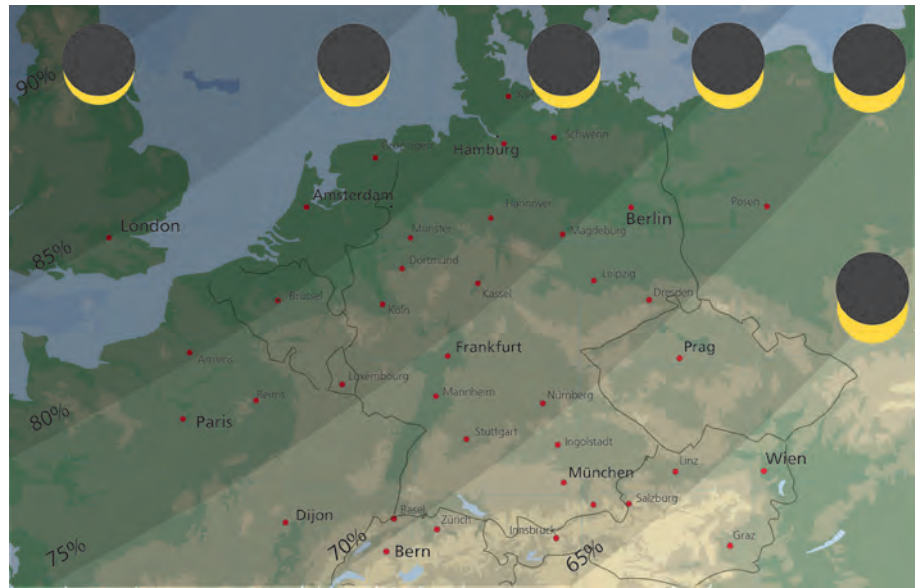 90%
Schwerin
Hamburg
Groningen
Amsterdam
Hannover
Berlin
Posen
London
Münster
Magdeburg
85%
Dortmund
Leipzig
Brüssel
Köln
Kassel
Dresden
Frankfurt
Prag
Amiens
Luxembourg
80%
Reims
Mannheim
Nürnberg
Paris
Stuttgart
Ingolstadt
München
Linz
Wien
Salzburg
Dijon
Basel
Zürich
Innsbruck
Graz
75%
70%
Bern
65%